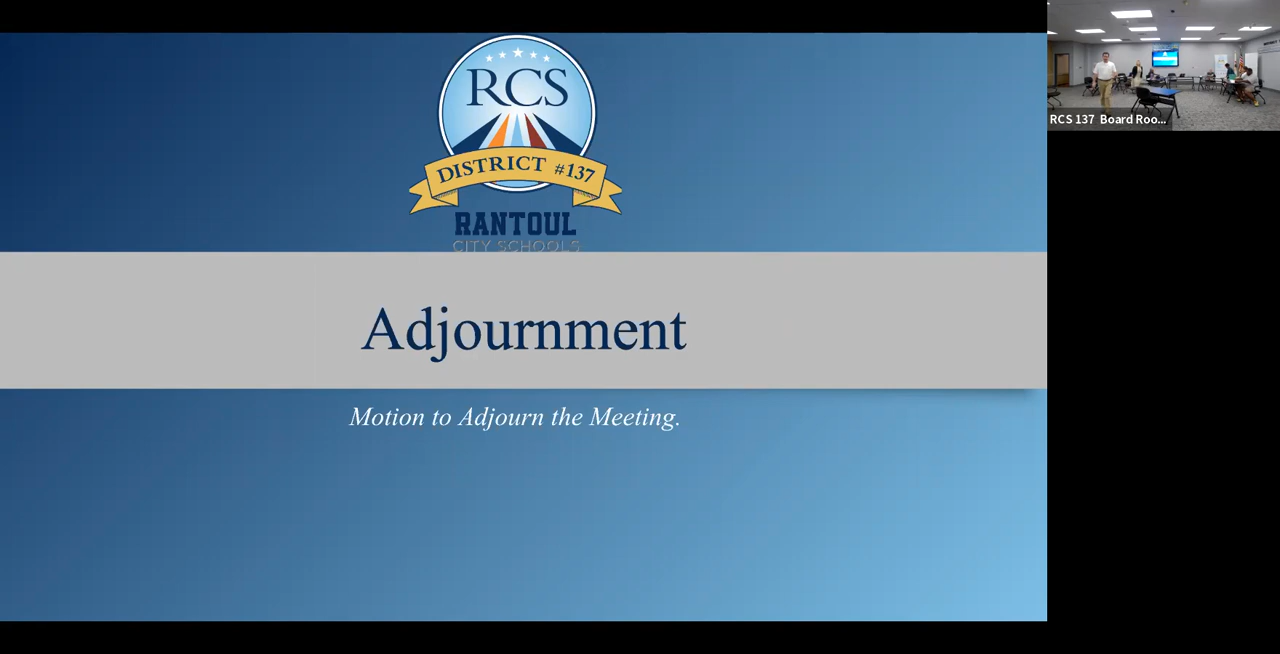 RCS
DISTRICT #137
RANTOUL
CITY SCHOOLS
Adjournment
Motion to Adjourn the Meeting.
RCS 137 Board Roo...